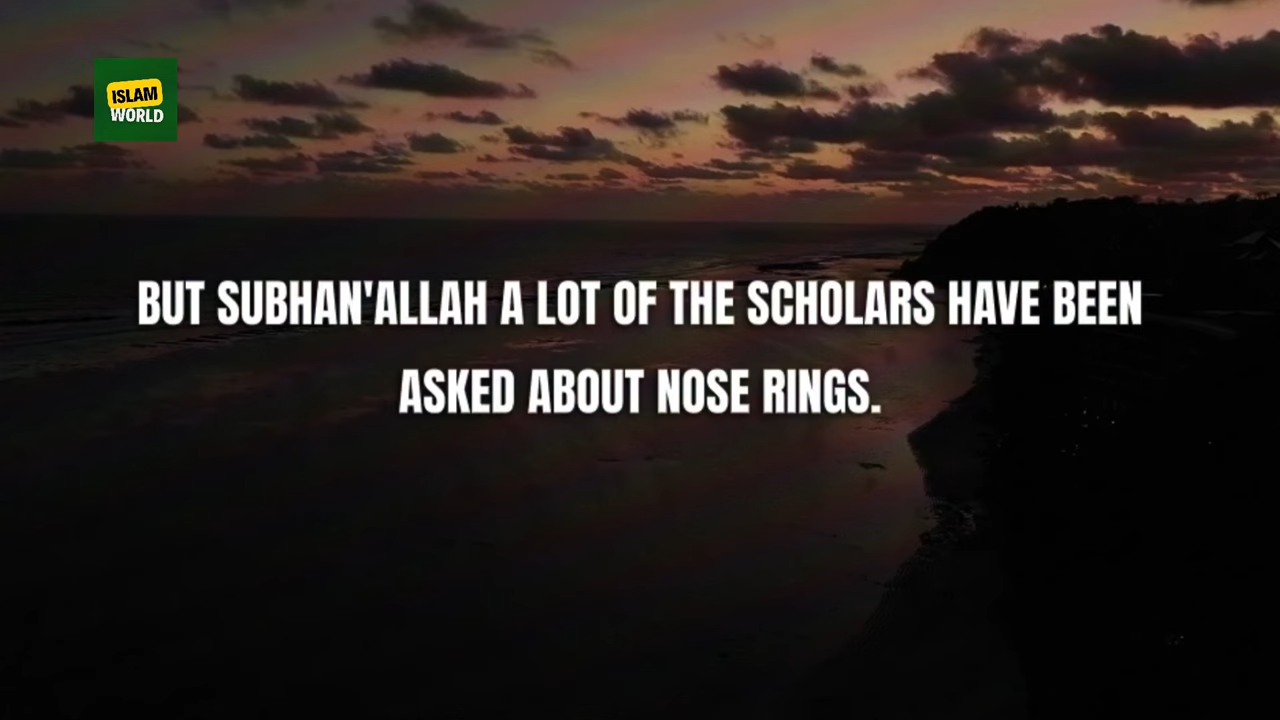 ISLAM
WORLD
BUT SUBHAN'ALLAH A LOT OF THE SCHOLARS HAVE BEEN
ASKED ABOUT NOSE RINGS.